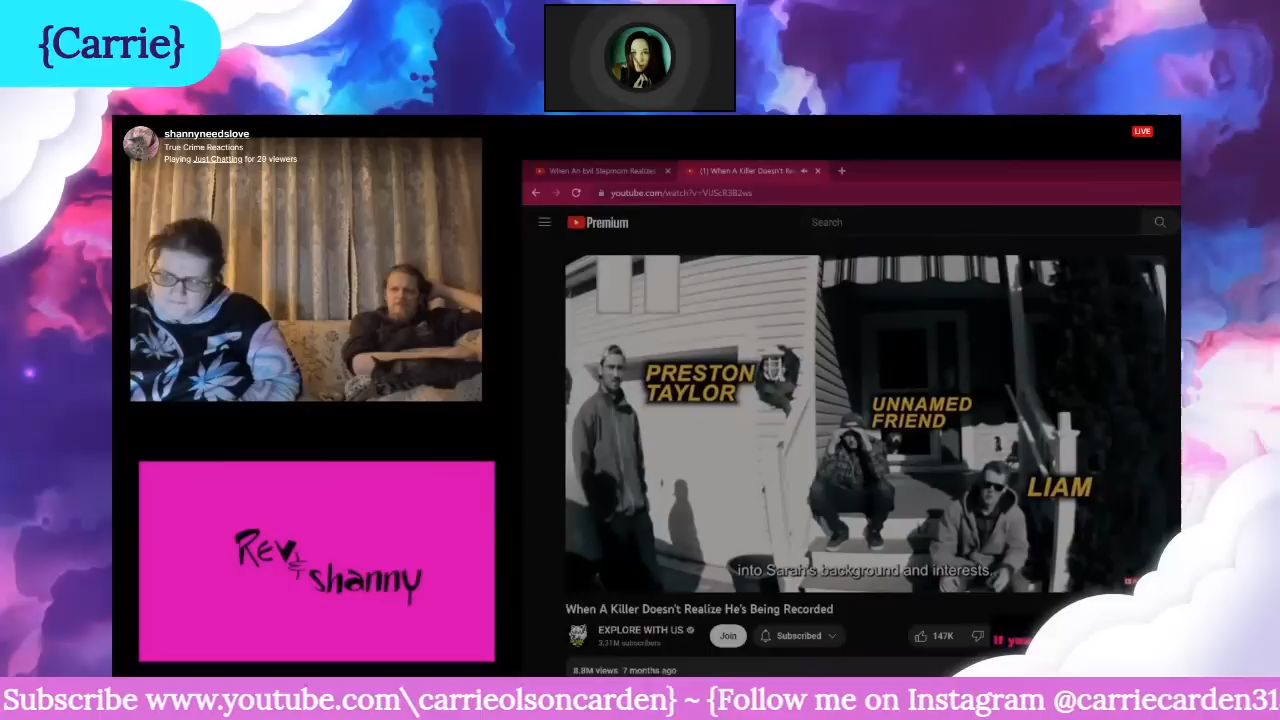 {Carrie}
shannyneedslove
True Crime Reactions
Playing Just Chatting for 29 viewers
LIVE
When An Evil Stepmom Realizes
(1) When A Killer Doesn't Re
youtube.com/watch?v=VUScR3B2ws
Premium
Search
PRESTON
TAYLOR
UNNAMED
FRIEND
LIAM
into Sarah's background and interests.
Rev
& shanny
When A Killer Doesn't Realize He's Being Recorded
EXPLORE WITH US
3.31M subscribers
Join
Subscribed
147K
If you
8.8M views 7 months ago
Subscribe www.youtube.com\carrieolsoncarden} ~ {Follow me on Instagram @carriecarden31